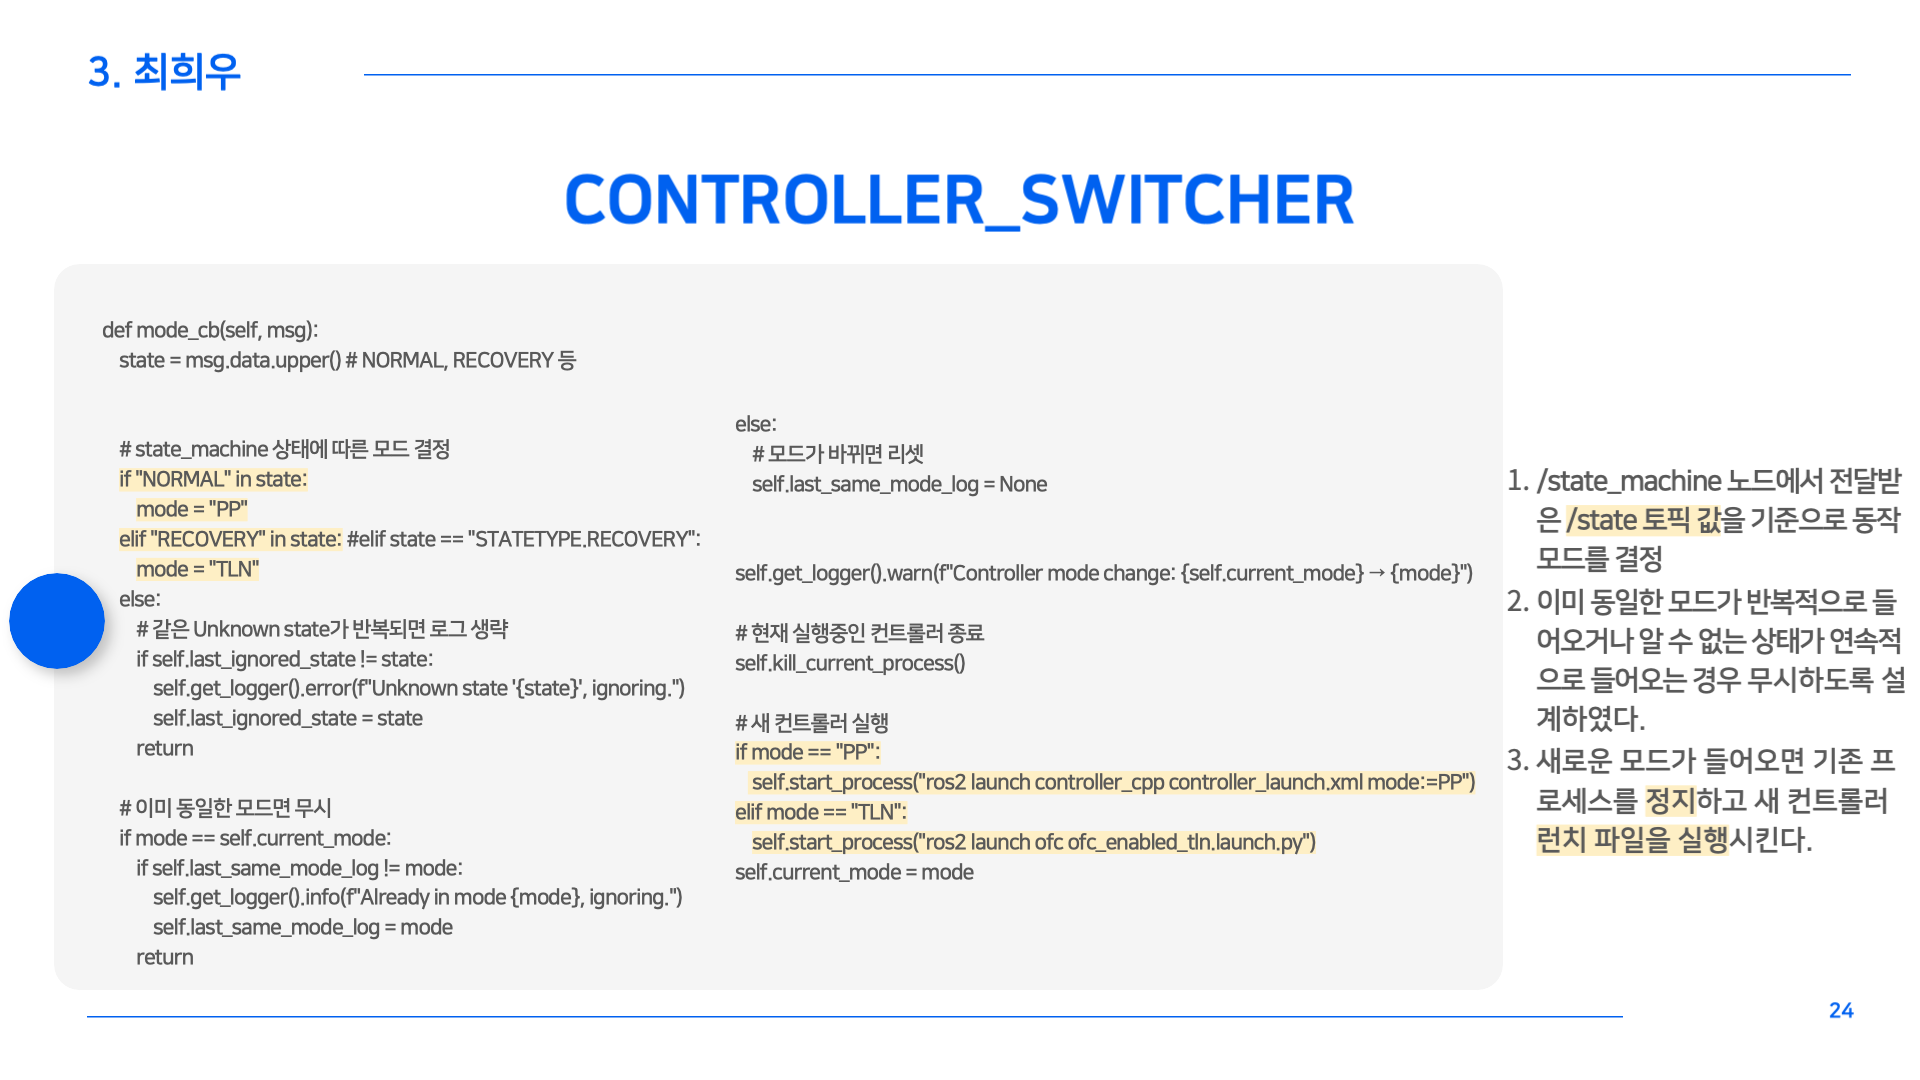 3. 최희우
CONTROLLER_SWITCHER
def mode_cb(self, msg):
state = msg.data.upper() # NORMAL, RECOVERY 등
# state_machine 상태에 따른 모드 결정
if "NORMAL" in state:
mode = "PP"
elif "RECOVERY" in state: #elif state == "STATETYPE.RECOVERY":
mode = "TLN"
else:
# 같은 Unknown state가 반복되면 로그 생략
if self.last_ignored_state != state:
self.get_logger().error(f"Unknown state '{state}', ignoring.")
self.last_ignored_state = state
return
# 이미 동일한 모드면 무시
if mode == self.current_mode:
if self.last_same_mode_log != mode:
self.get_logger().info(f"Already in mode {mode}, ignoring.")
self.last_same_mode_log = mode
return
else:
# 모드가 바뀌면 리셋
self.last_same_mode_log = None
self.get_logger().warn(f"Controller mode change: {self.current_mode} → {mode}")
# 현재 실행중인 컨트롤러 종료
self.kill_current_process()
# 새 컨트롤러 실행
if mode == "PP":
self.start_process("ros2 launch controller_cpp controller_launch.xml mode:=PP")
elif mode == "TLN":
self.start_process("ros2 launch ofc ofc_enabled_tln.launch.py")
self.current_mode = mode
1. /state_machine 노드에서 전달받
은 /state 토픽 값을 기준으로 동작
모드를 결정
2. 이미 동일한 모드가 반복적으로 들
어오거나 알 수 없는 상태가 연속적
으로 들어오는 경우 무시하도록 설
계하였다.
3. 새로운 모드가 들어오면 기존 프
로세스를 정지하고 새 컨트롤러
런치 파일을 실행시킨다.
24